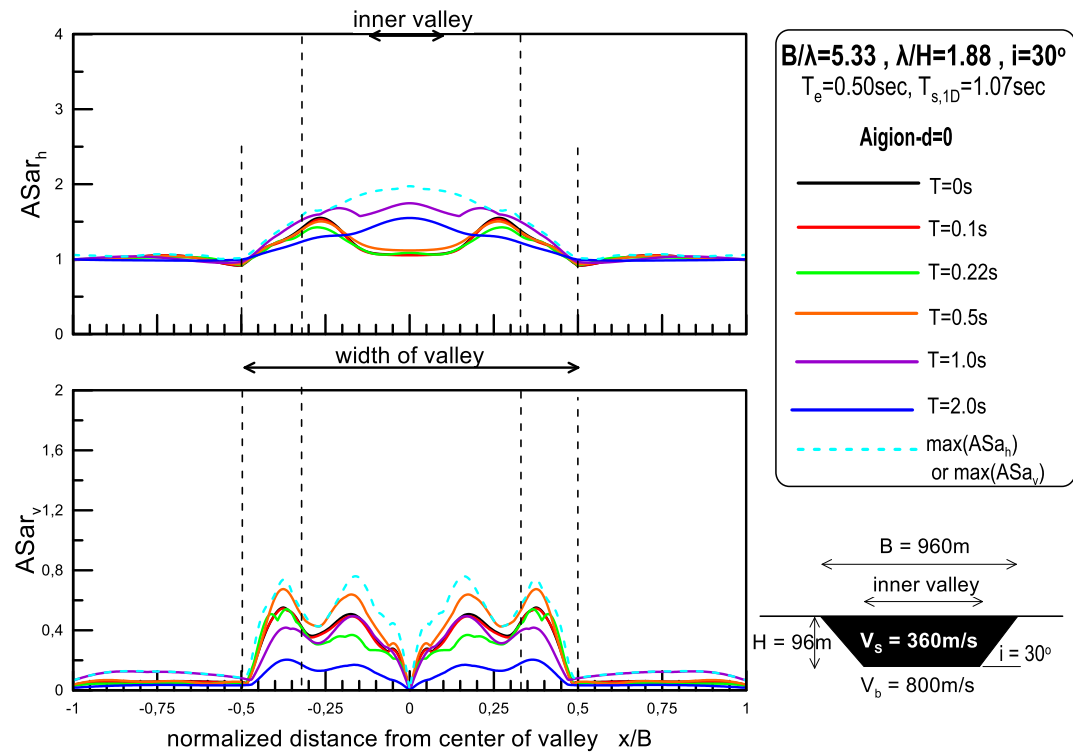 inner valley
4
3
2
1
0
ASar_h
width of valley
2
1,6
1,2
0,8
0,4
0
ASar_v
-1 -0,75 -0,5 -0,25 0 0,25 0,5 0,75 1
normalized distance from center of valley x/B
B/λ=5.33 , λ/H=1.88 , i=30º
T_e=0.50sec, T_s,1D=1.07sec
Aigion-d=0
T=0s
T=0.1s
T=0.22s
T=0.5s
T=1.0s
T=2.0s
max(ASa_h)
or max(ASa_v)
B = 960m
inner valley
H = 96m
V_s = 360m/s
i = 30º
V_b = 800m/s